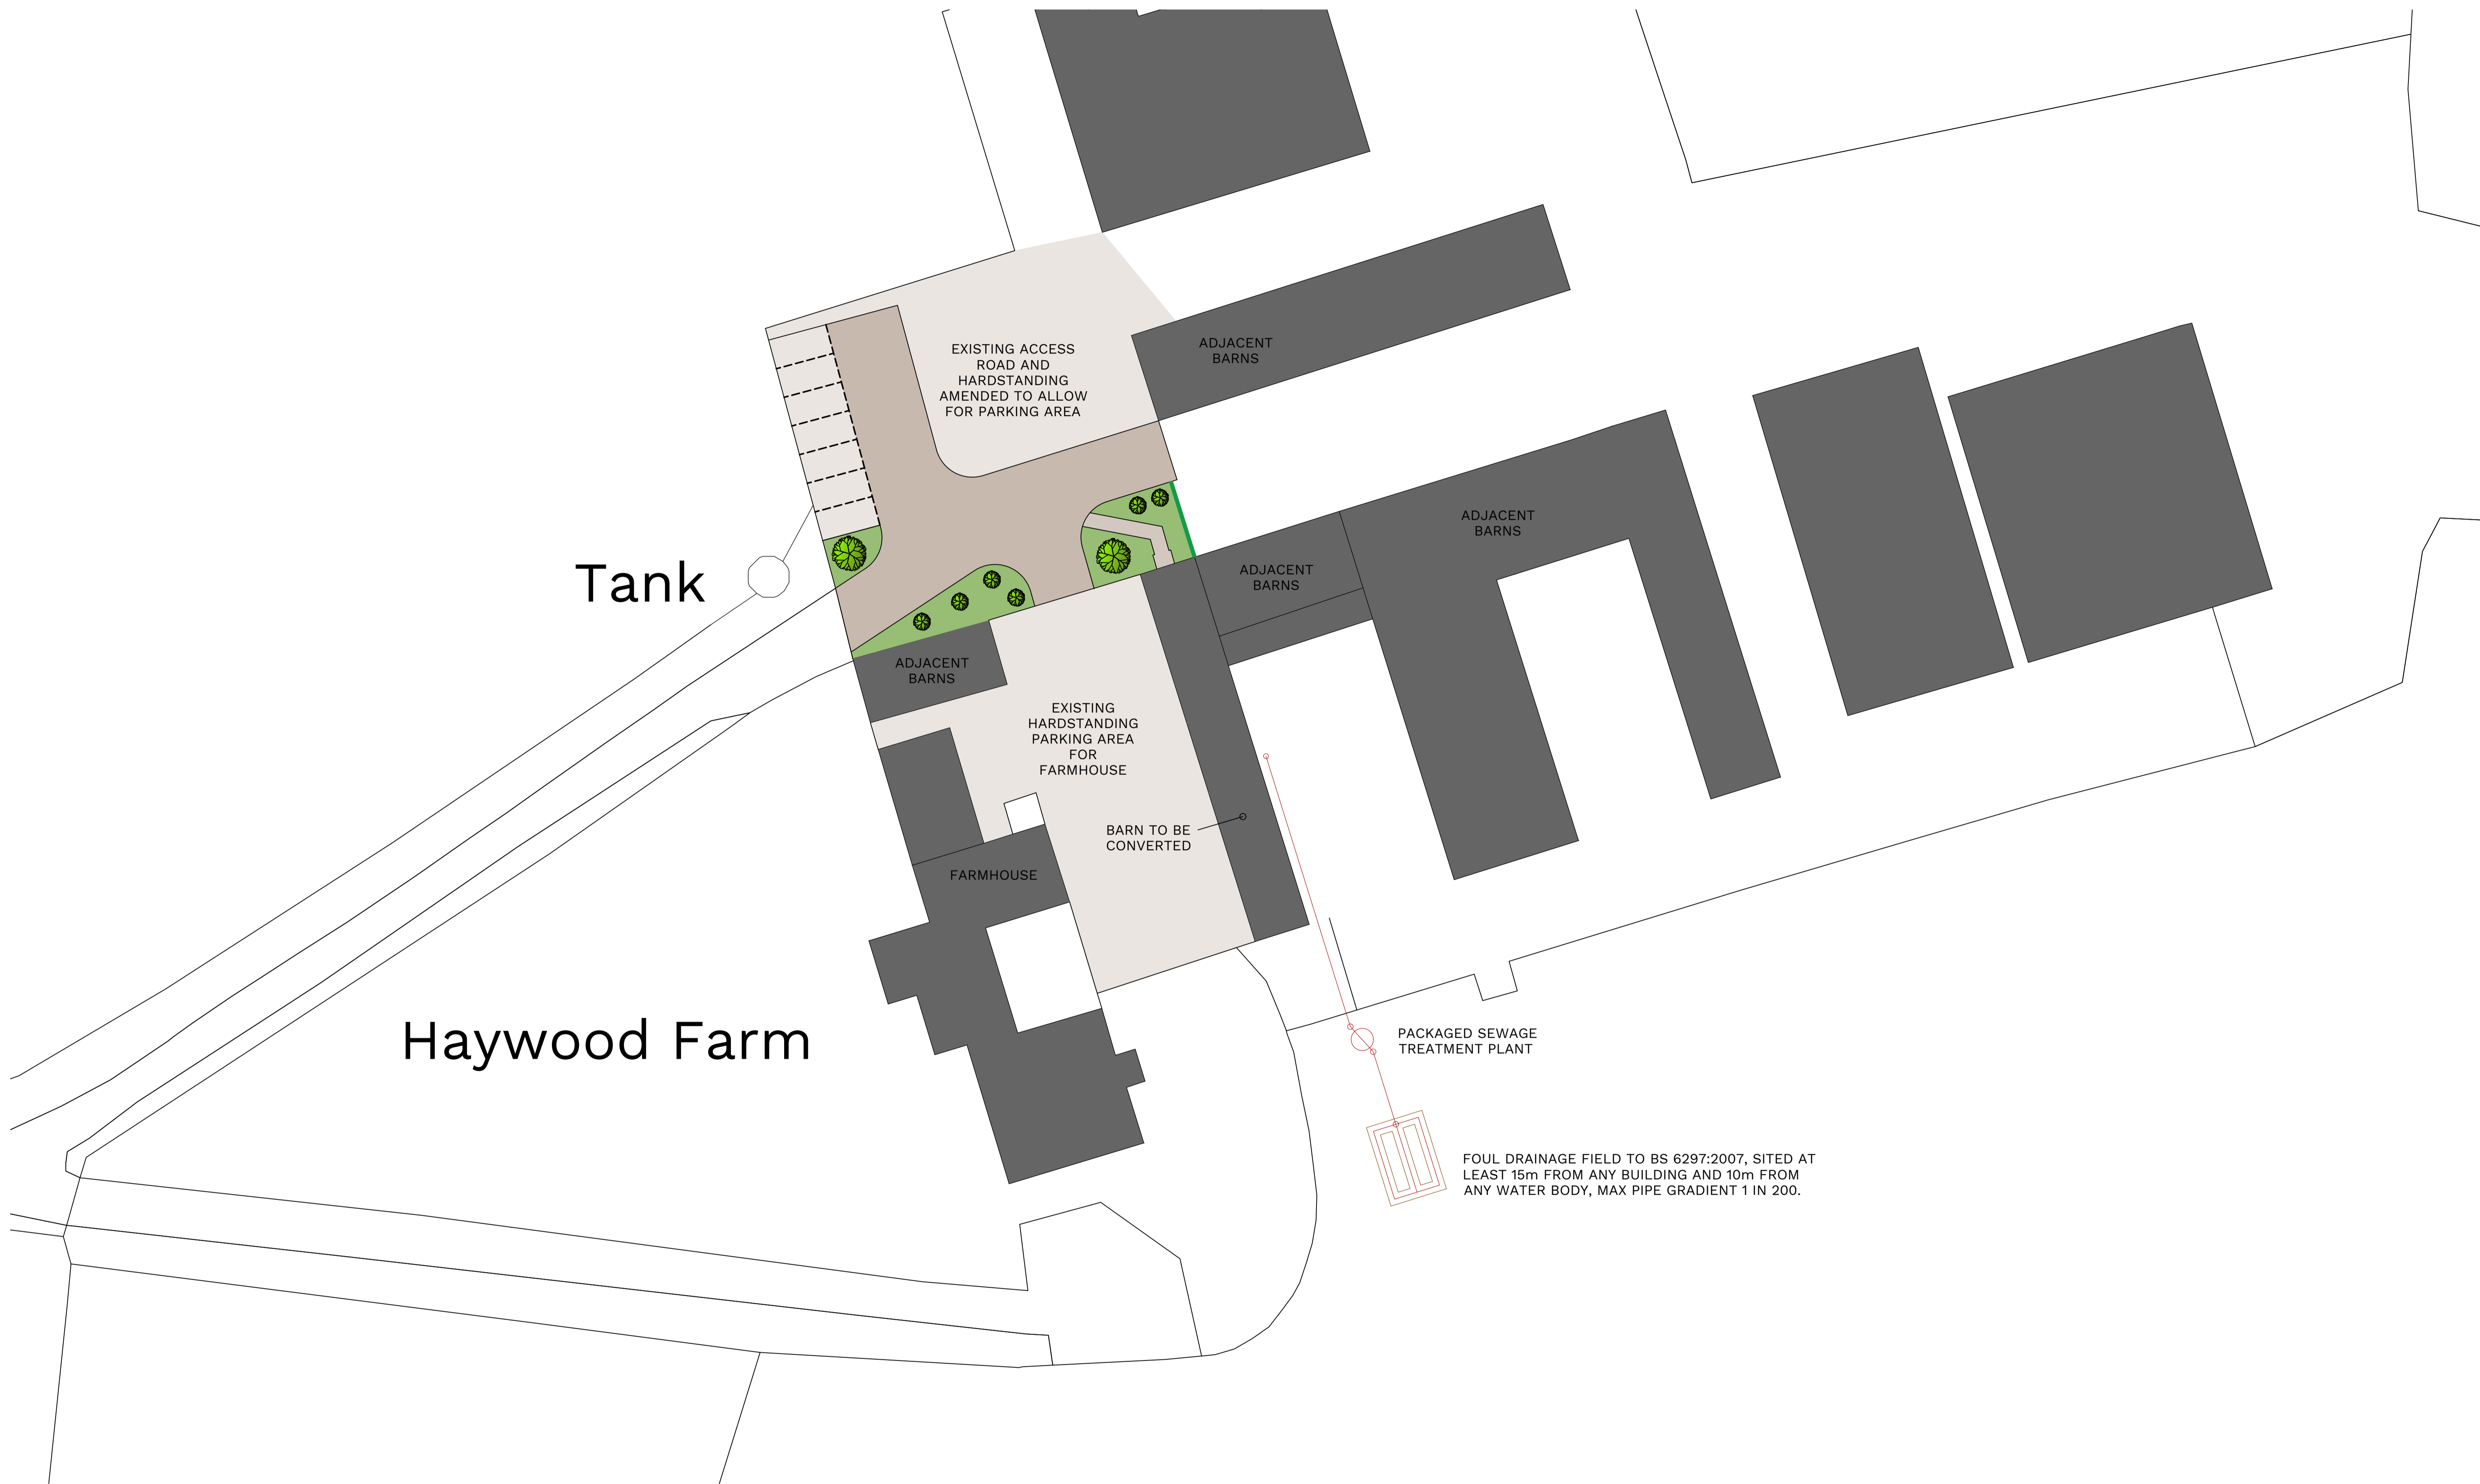 EXISTING ACCESS
ROAD AND
HARDSTANDING
AMENDED TO ALLOW
FOR PARKING AREA
ADJACENT
BARNS
ADJACENT
BARNS
ADJACENT
BARNS
Tank
ADJACENT
BARNS
EXISTING
HARDSTANDING
PARKING AREA
FOR
FARMHOUSE
BARN TO BE
CONVERTED
FARMHOUSE
Haywood Farm
PACKAGED SEWAGE
TREATMENT PLANT
FOUL DRAINAGE FIELD TO BS 6297:2007, SITED AT
LEAST 15m FROM ANY BUILDING AND 10m FROM
ANY WATER BODY, MAX PIPE GRADIENT 1 IN 200.